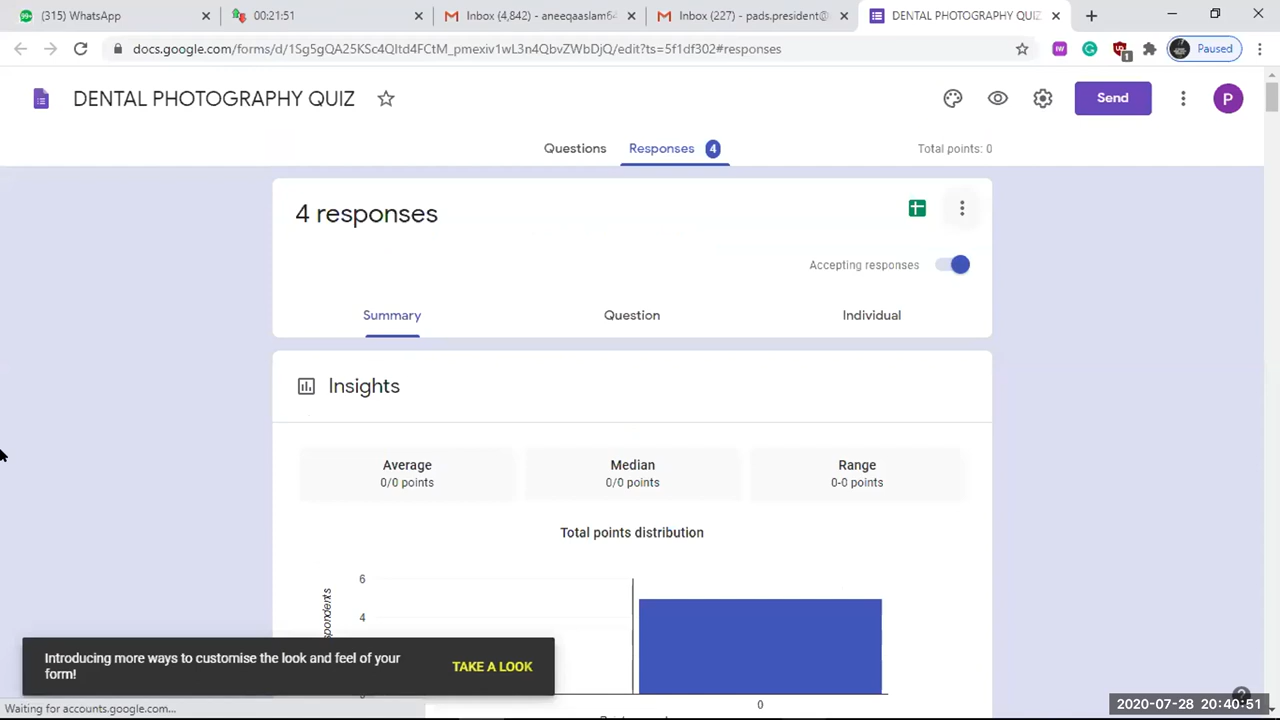 (315) WhatsApp
00:21:51
Inbox (4,842) - aneeqaaslam
Inbox (227) - pads.president@
DENTAL PHOTOGRAPHY QUIZ
docs.google.com/forms/d/1Sg5gQA25KSc4Qltd4FCtM_pmexiv1wL3n4QbvZWbDjQ/edit?ts=5f1df302#responses
1
Paused
DENTAL PHOTOGRAPHY QUIZ
Send
P
Questions
Responses 4
Total points: 0
4 responses
Accepting responses
Summary
Question
Individual
Insights
Average
Median
Range
0/0 points
0/0 points
0-0 points
Total points distribution
6
4
0
Introducing more ways to customise the look and feel of your
form!
TAKE A LOOK
Waiting for accounts.google.com...
2020-07-28 20:40:51